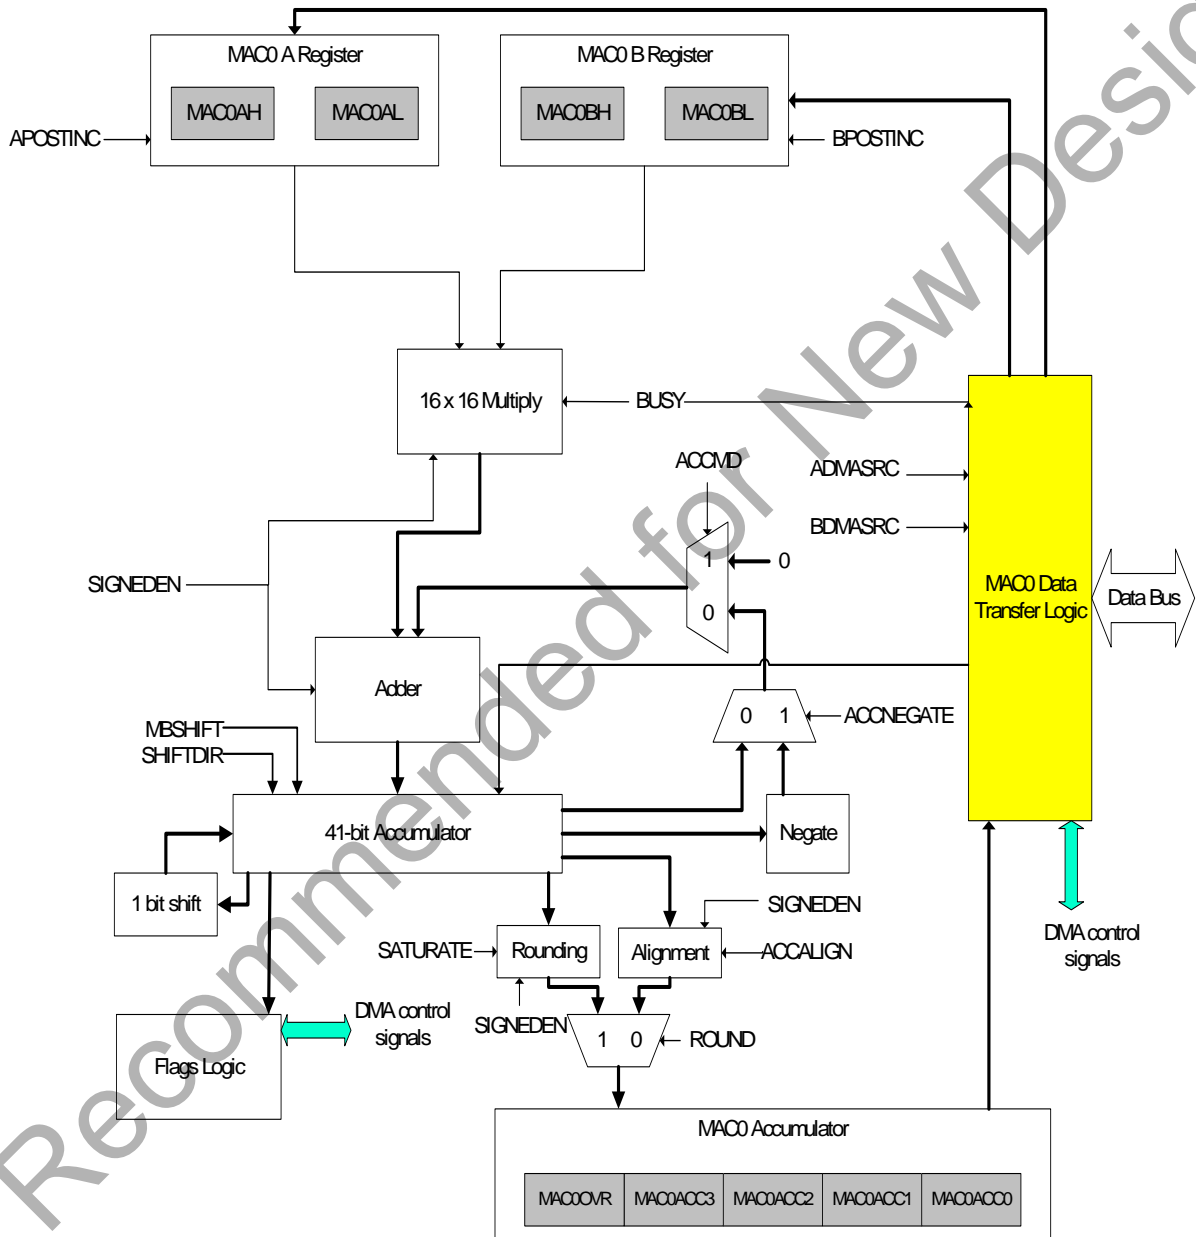 MAC0 A Register
MAC0 B Register
MAC0AH
MAC0AL
MAC0BH
MAC0BL
APOSTINC
BPOSTINC
16 x 16 Multiply
BUSY
ACCMD
ADMASRC
BDMASRC
1
0
0
SIGNEDEN
MAC0 Data
Transfer Logic
Data Bus
Adder
0 1
ACCNEGATE
MBSHIFT
SHIFTDIR
41-bit Accumulator
Negate
1 bit shift
SIGNEDEN
SATURATE
Rounding
Alignment
ACCALIGN
DMA control
signals
SIGNEDEN
1 0
ROUND
DMA control
signals
Flags Logic
MAC0 Accumulator
MAC0OVR
MAC0ACC3
MAC0ACC2
MAC0ACC1
MAC0ACC0
Recommended for New Desig